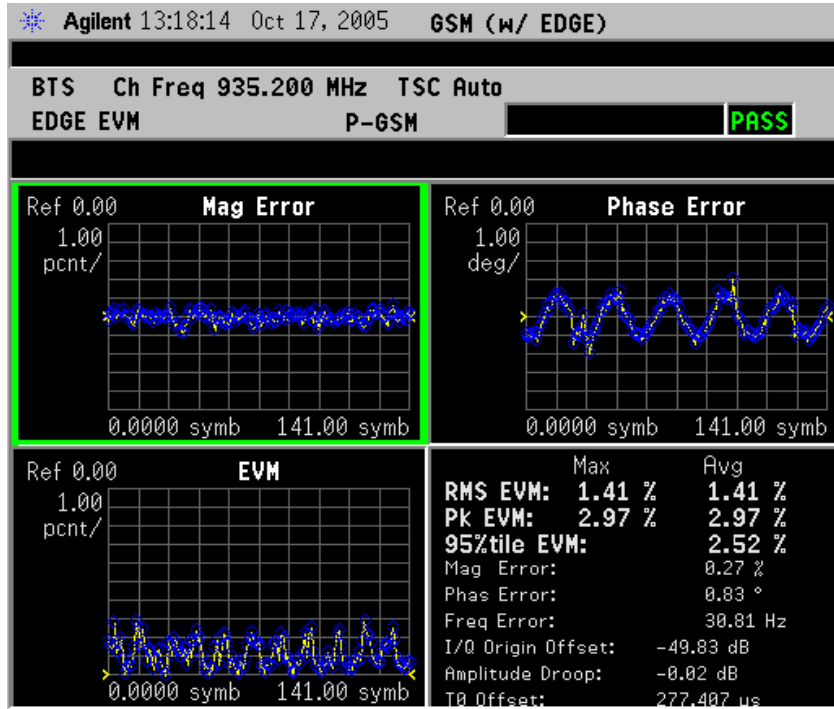 Agilent 13:18:14 Oct 17, 2005 GSM (w/ EDGE)
BTS Ch Freq 935.200 MHz TSC Auto
EDGE EVM P-GSM PASS
Ref 0.00 Mag Error
1.00
pcnt/
0.0000 symb 141.00 symb
Ref 0.00 Phase Error
1.00
deg/
0.0000 symb 141.00 symb
Ref 0.00 EVM
1.00
pcnt/
0.0000 symb 141.00 symb
Max Avg
RMS EVM: 1.41 % 1.41 %
Pk EVM: 2.97 % 2.97 %
95%tile EVM: 2.52 %
Mag Error: 0.27 %
Phas Error: 0.83 °
Freq Error: 30.81 Hz
I/Q Origin Offset: -49.83 dB
Amplitude Droop: -0.02 dB
T0 Offset: 277.407 us